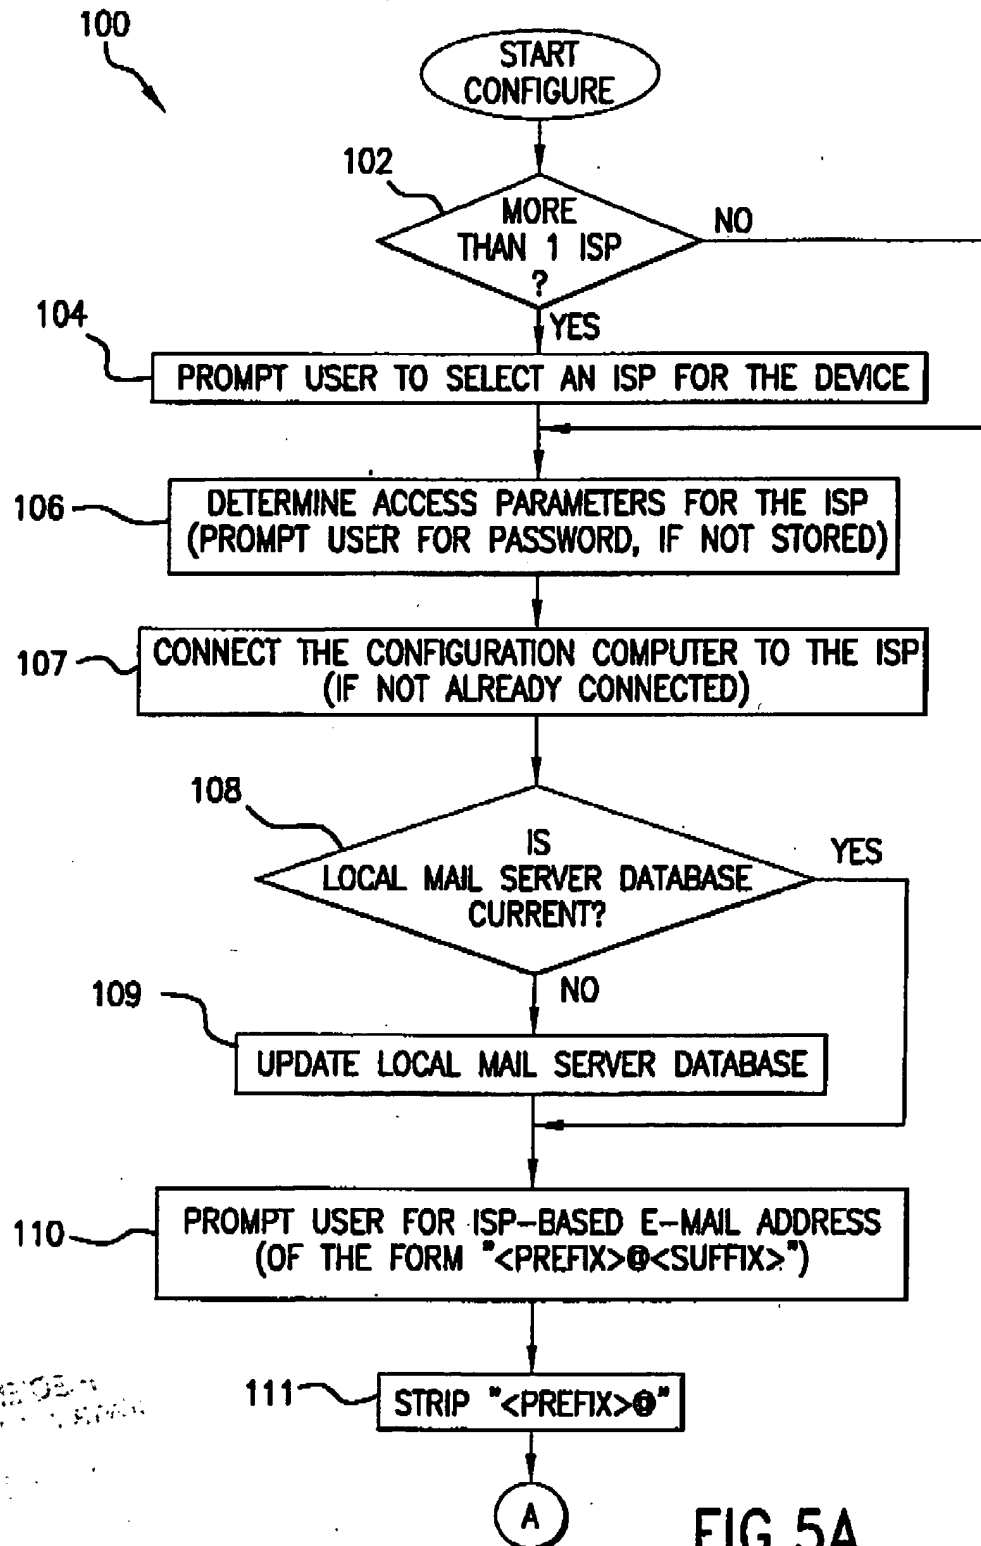 100
START
CONFIGURE
102
MORE
THAN 1 ISP
?
NO
YES
104
PROMPT USER TO SELECT AN ISP FOR THE DEVICE
106
DETERMINE ACCESS PARAMETERS FOR THE ISP
(PROMPT USER FOR PASSWORD, IF NOT STORED)
107
CONNECT THE CONFIGURATION COMPUTER TO THE ISP
(IF NOT ALREADY CONNECTED)
108
IS
LOCAL MAIL SERVER DATABASE
CURRENT?
YES
NO
109
UPDATE LOCAL MAIL SERVER DATABASE
110
PROMPT USER FOR ISP-BASED E-MAIL ADDRESS
(OF THE FORM "<PREFIX>@<SUFFIX>")
111
STRIP "<PREFIX>@"
A
FIG.5A